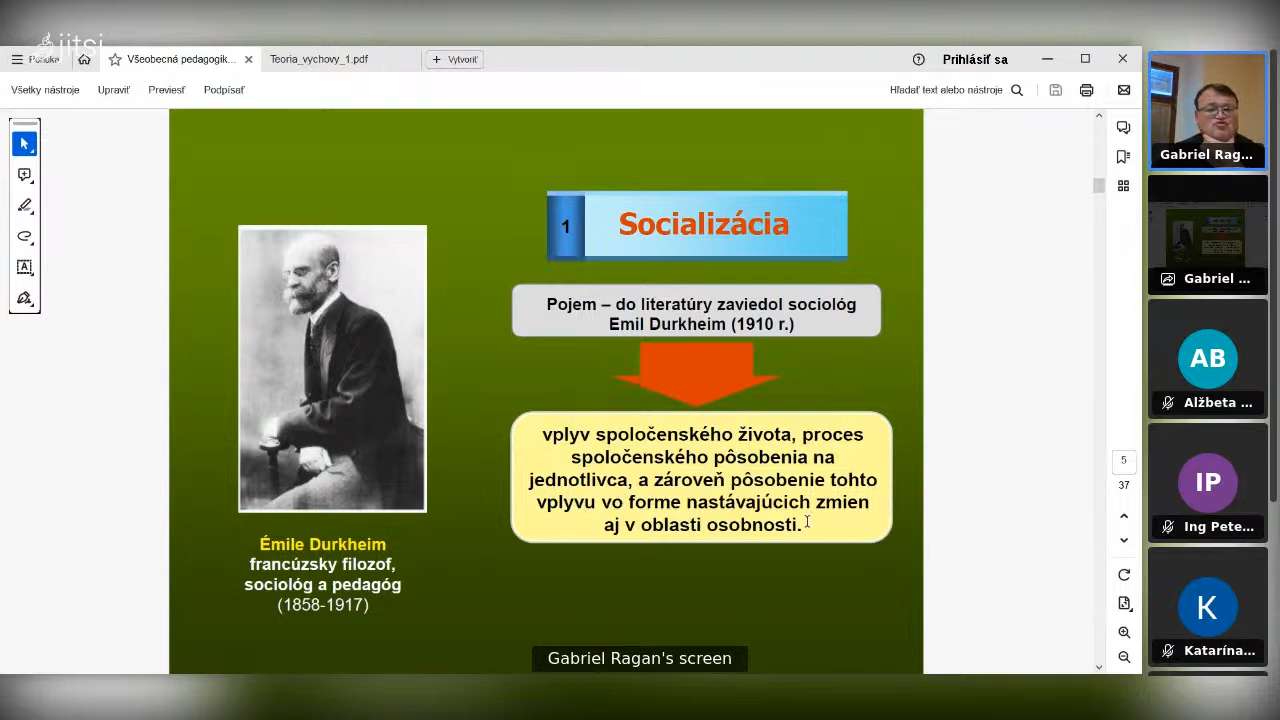 jitsi
Ponuka
Všeobecná pedagogik...
Teoria_vychovy_1.pdf
Vytvoriť
Prihlásiť sa
Všetky nástroje
Upraviť
Previesť
Podpísať
Hľadať text alebo nástroje
1
Socializácia
Pojem – do literatúry zaviedol sociológ
Emil Durkheim (1910 r.)
vplyv spoločenského života, proces
spoločenského pôsobenia na
jednotlivca, a zároveň pôsobenie tohto
vplyvu vo forme nastávajúcich zmien
aj v oblasti osobnosti.
Émile Durkheim
francúzsky filozof,
sociológ a pedagóg
(1858-1917)
5
37
Gabriel Ragan's screen
Gabriel Rag...
Gabriel ...
AB
Alžbeta ...
IP
Ing Pete...
K
Katarína...